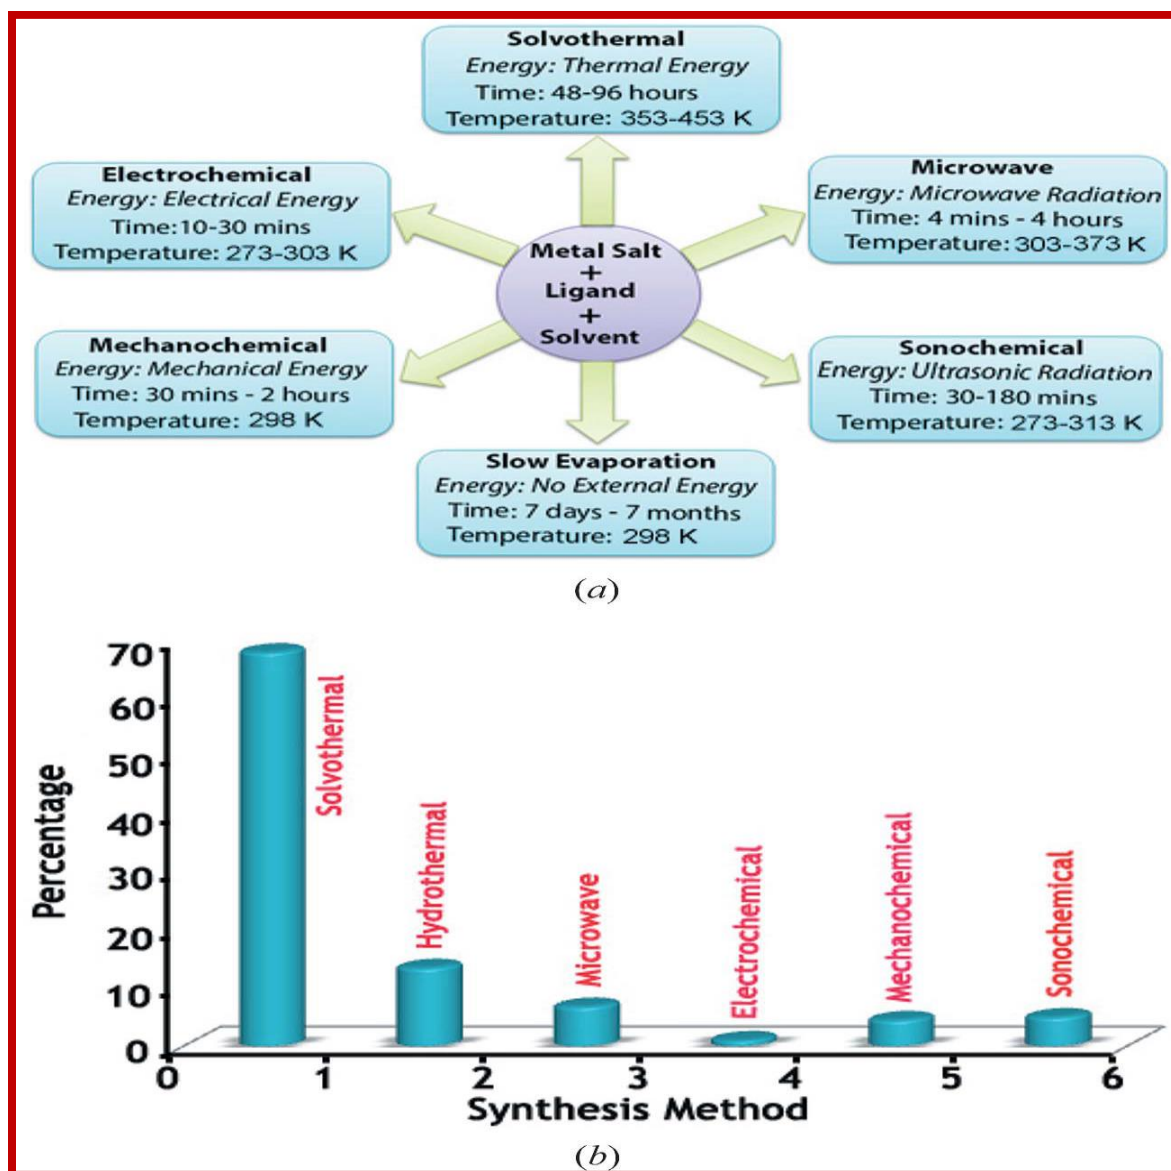 Solvothermal
Energy: Thermal Energy
Time: 48-96 hours
Temperature: 353-453 K
Electrochemical
Energy: Electrical Energy
Time:10-30 mins
Temperature: 273-303 K
Microwave
Energy: Microwave Radiation
Time: 4 mins - 4 hours
Temperature: 303-373 K
Metal Salt
+
Ligand
+
Solvent
Mechanochemical
Energy: Mechanical Energy
Time: 30 mins - 2 hours
Temperature: 298 K
Sonochemical
Energy: Ultrasonic Radiation
Time: 30-180 mins
Temperature: 273-313 K
Slow Evaporation
Energy: No External Energy
Time: 7 days - 7 months
Temperature: 298 K
(a)
Percentage
70
60
50
40
30
20
10
0
Solvothermal
Hydrothermal
Microwave
Electrochemical
Mechanochemical
Sonochemical
0 1 2 3 4 5 6
Synthesis Method
(b)